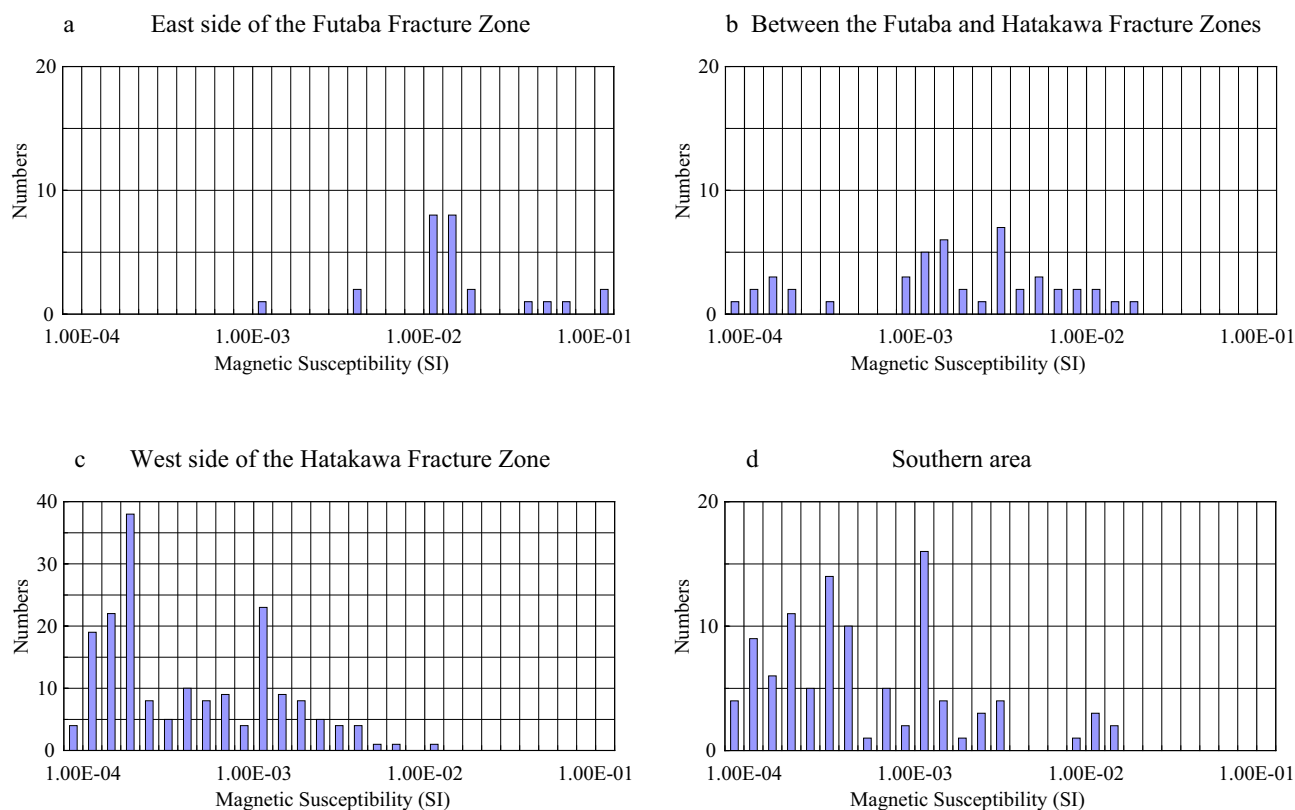 a East side of the Futaba Fracture Zone
20
10
0
Numbers
1.00E-04 1.00E-03 1.00E-02 1.00E-01
Magnetic Susceptibility (SI)
b Between the Futaba and Hatakawa Fracture Zones
20
10
0
Numbers
1.00E-04 1.00E-03 1.00E-02 1.00E-01
Magnetic Susceptibility (SI)
c West side of the Hatakawa Fracture Zone
40
30
20
10
0
Numbers
1.00E-04 1.00E-03 1.00E-02 1.00E-01
Magnetic Susceptibility (SI)
d Southern area
20
10
0
Numbers
1.00E-04 1.00E-03 1.00E-02 1.00E-01
Magnetic Susceptibility (SI)